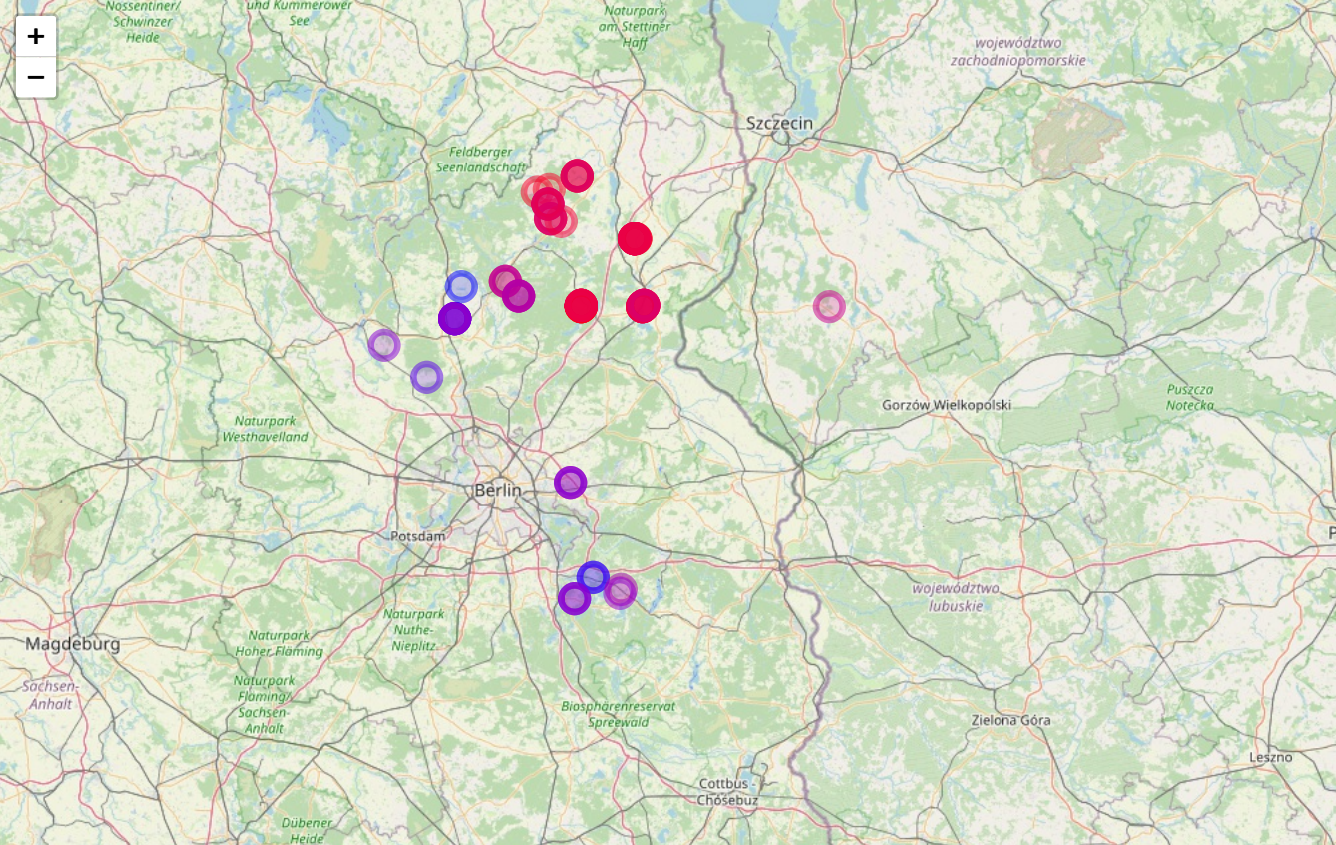 Nossentiner/
Schwinzer
Heide
und Kummerower
See
Naturpark
am Stettiner
Haff
+
−
województwo
zachodniopomorskie
Szczecin
Feldberger
Seenlandschaft
Naturpark
Westhavelland
Gorzów Wielkopolski
Puszcza
Notecka
Berlin
Potsdam
P
województwo
lubuskie
Magdeburg
Naturpark
Nuthe-
Nieplitz
Naturpark
Hoher Fläming
Sachsen-
Anhalt
Naturpark
Fläming/
Sachsen-
Anhalt
Biosphärenreservat
Spreewald
Zielona Góra
Leszno
Cottbus -
Chóśebuz
Dübener
Heide